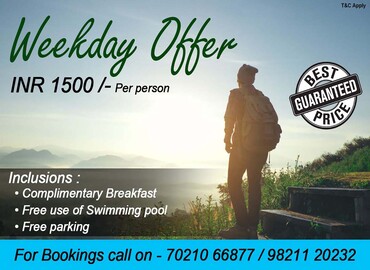 T&C Apply
Weekday Offer
INR 1500 /- Per person
BEST
GUARANTEED
PRICE
Inclusions :
• Complimentary Breakfast
• Free use of Swimming pool
• Free parking
For Bookings call on - 70210 66877 / 98211 20232